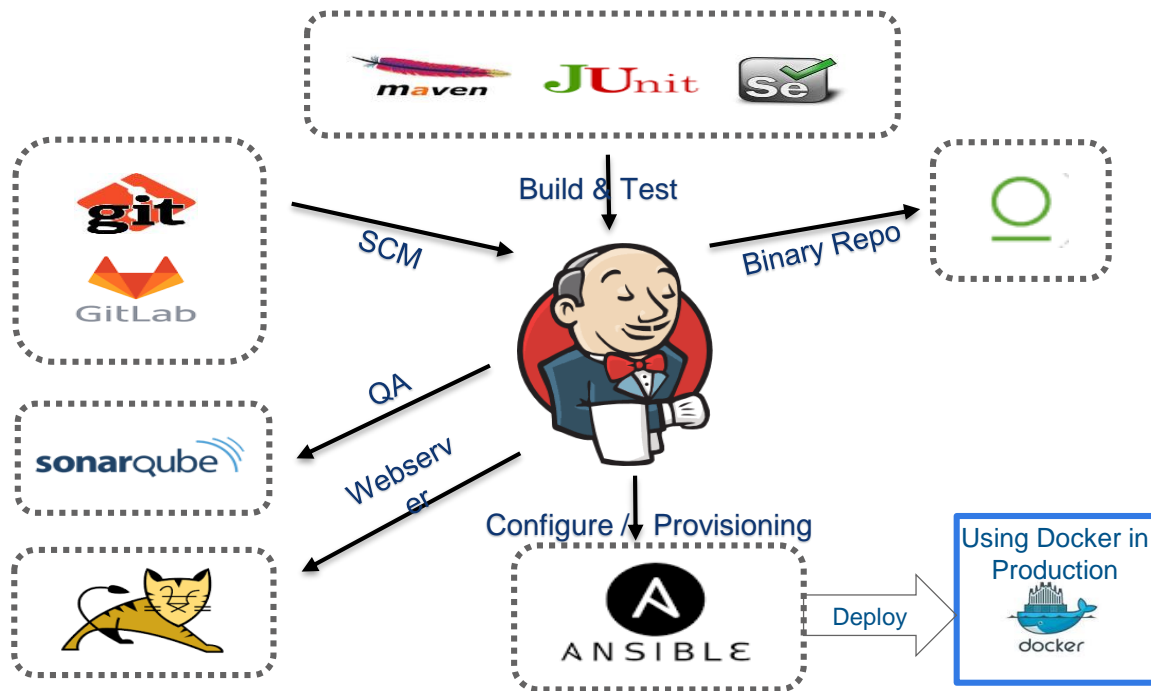 maven
JUnit
Se
Build & Test
git
GitLab
SCM
Binary Repo
QA
sonarqube
Webserv
er
Configure / Provisioning
ANSIBLE
Deploy
Using Docker in
Production
docker